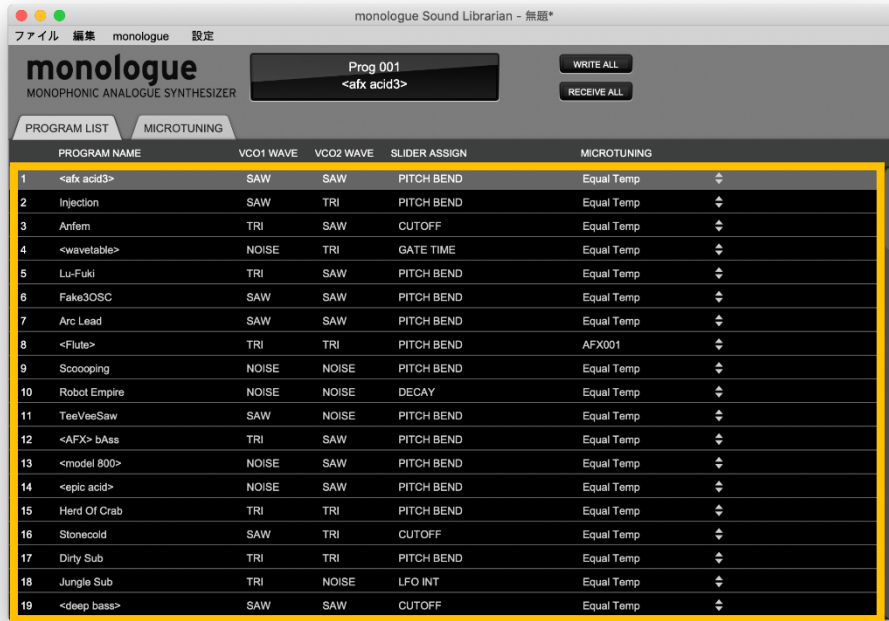 monologue Sound Librarian - 無題*
ファイル 編集 monologue 設定
monologue
MONOPHONIC ANALOGUE SYNTHESIZER
Prog 001
<afx acid3>
WRITE ALL
RECEIVE ALL
PROGRAM LIST MICROTUNING
PROGRAM NAME VCO1 WAVE VCO2 WAVE SLIDER ASSIGN MICROTUNING
1 <afx acid3> SAW SAW PITCH BEND Equal Temp
2 Injection SAW TRI PITCH BEND Equal Temp
3 Anfem TRI SAW CUTOFF Equal Temp
4 <wavetable> NOISE TRI GATE TIME Equal Temp
5 Lu-Fuki TRI SAW PITCH BEND Equal Temp
6 Fake3OSC SAW SAW PITCH BEND Equal Temp
7 Arc Lead SAW SAW PITCH BEND Equal Temp
8 <Flute> TRI TRI PITCH BEND AFX001
9 Scoooping NOISE NOISE PITCH BEND Equal Temp
10 Robot Empire NOISE NOISE DECAY Equal Temp
11 TeeVeeSaw SAW NOISE PITCH BEND Equal Temp
12 <AFX> bAss TRI SAW PITCH BEND Equal Temp
13 <model 800> NOISE SAW PITCH BEND Equal Temp
14 <epic acid> NOISE SAW PITCH BEND Equal Temp
15 Herd Of Crab TRI TRI PITCH BEND Equal Temp
16 Stonecold SAW TRI CUTOFF Equal Temp
17 Dirty Sub TRI TRI PITCH BEND Equal Temp
18 Jungle Sub TRI NOISE LFO INT Equal Temp
19 <deep bass> SAW SAW CUTOFF Equal Temp